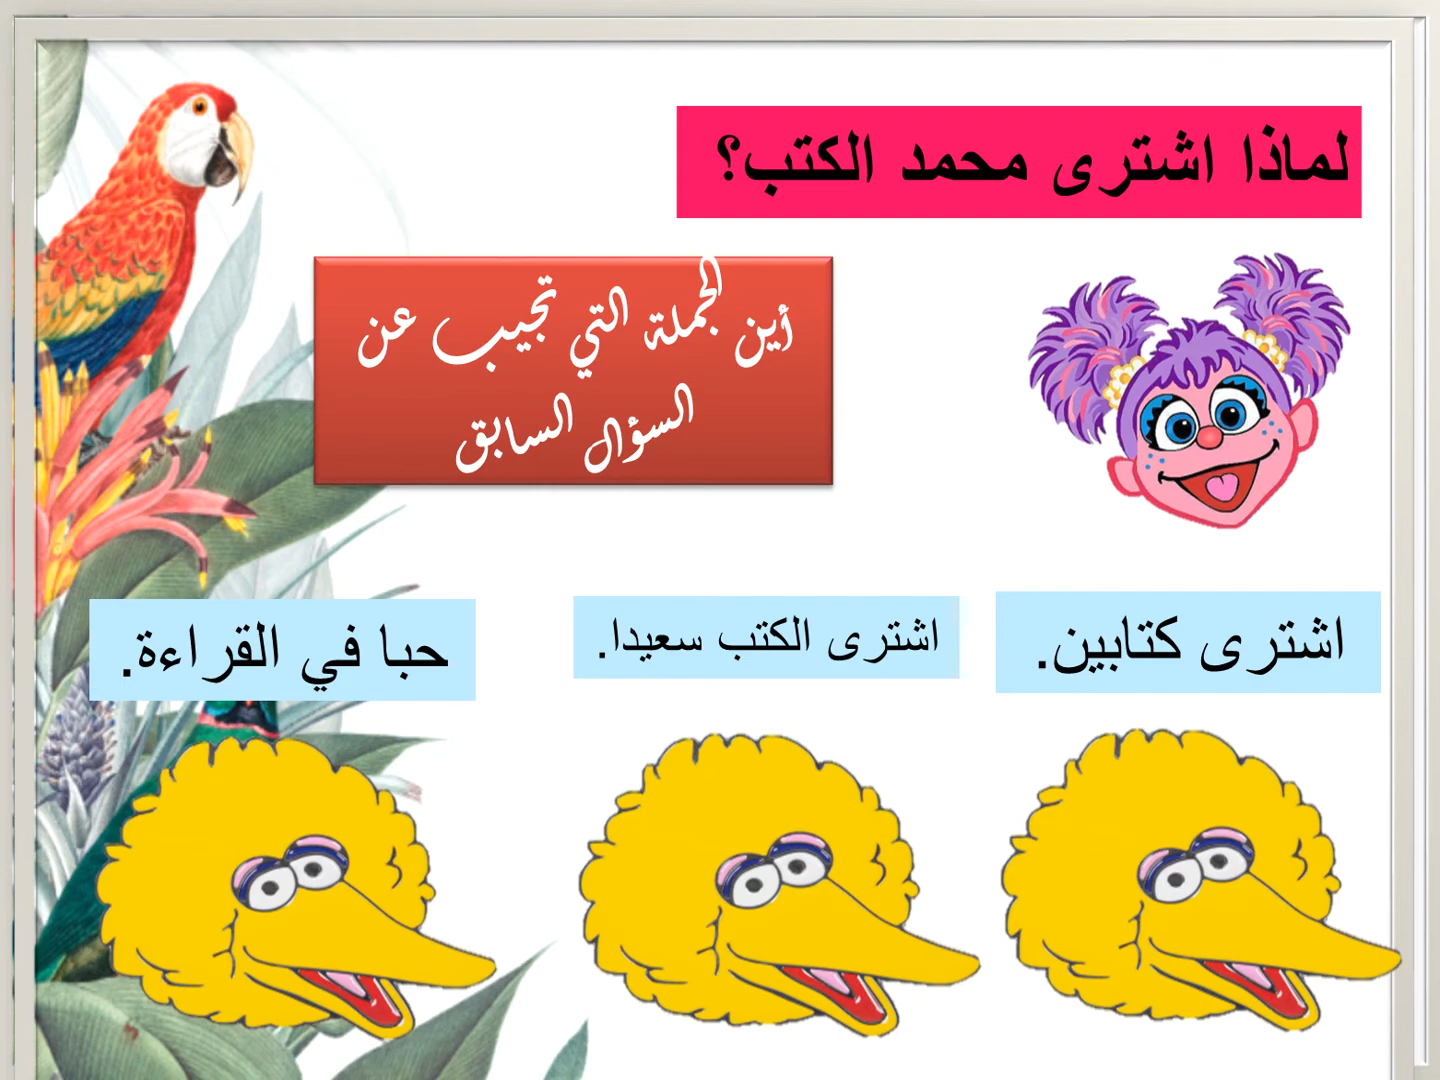 لماذا اشترى محمد الكتب؟
أين الجملة التي تجيب عن
السؤال السابق
اشترى كتابين.
اشترى الكتب سعيدا.
حبا في القراءة.